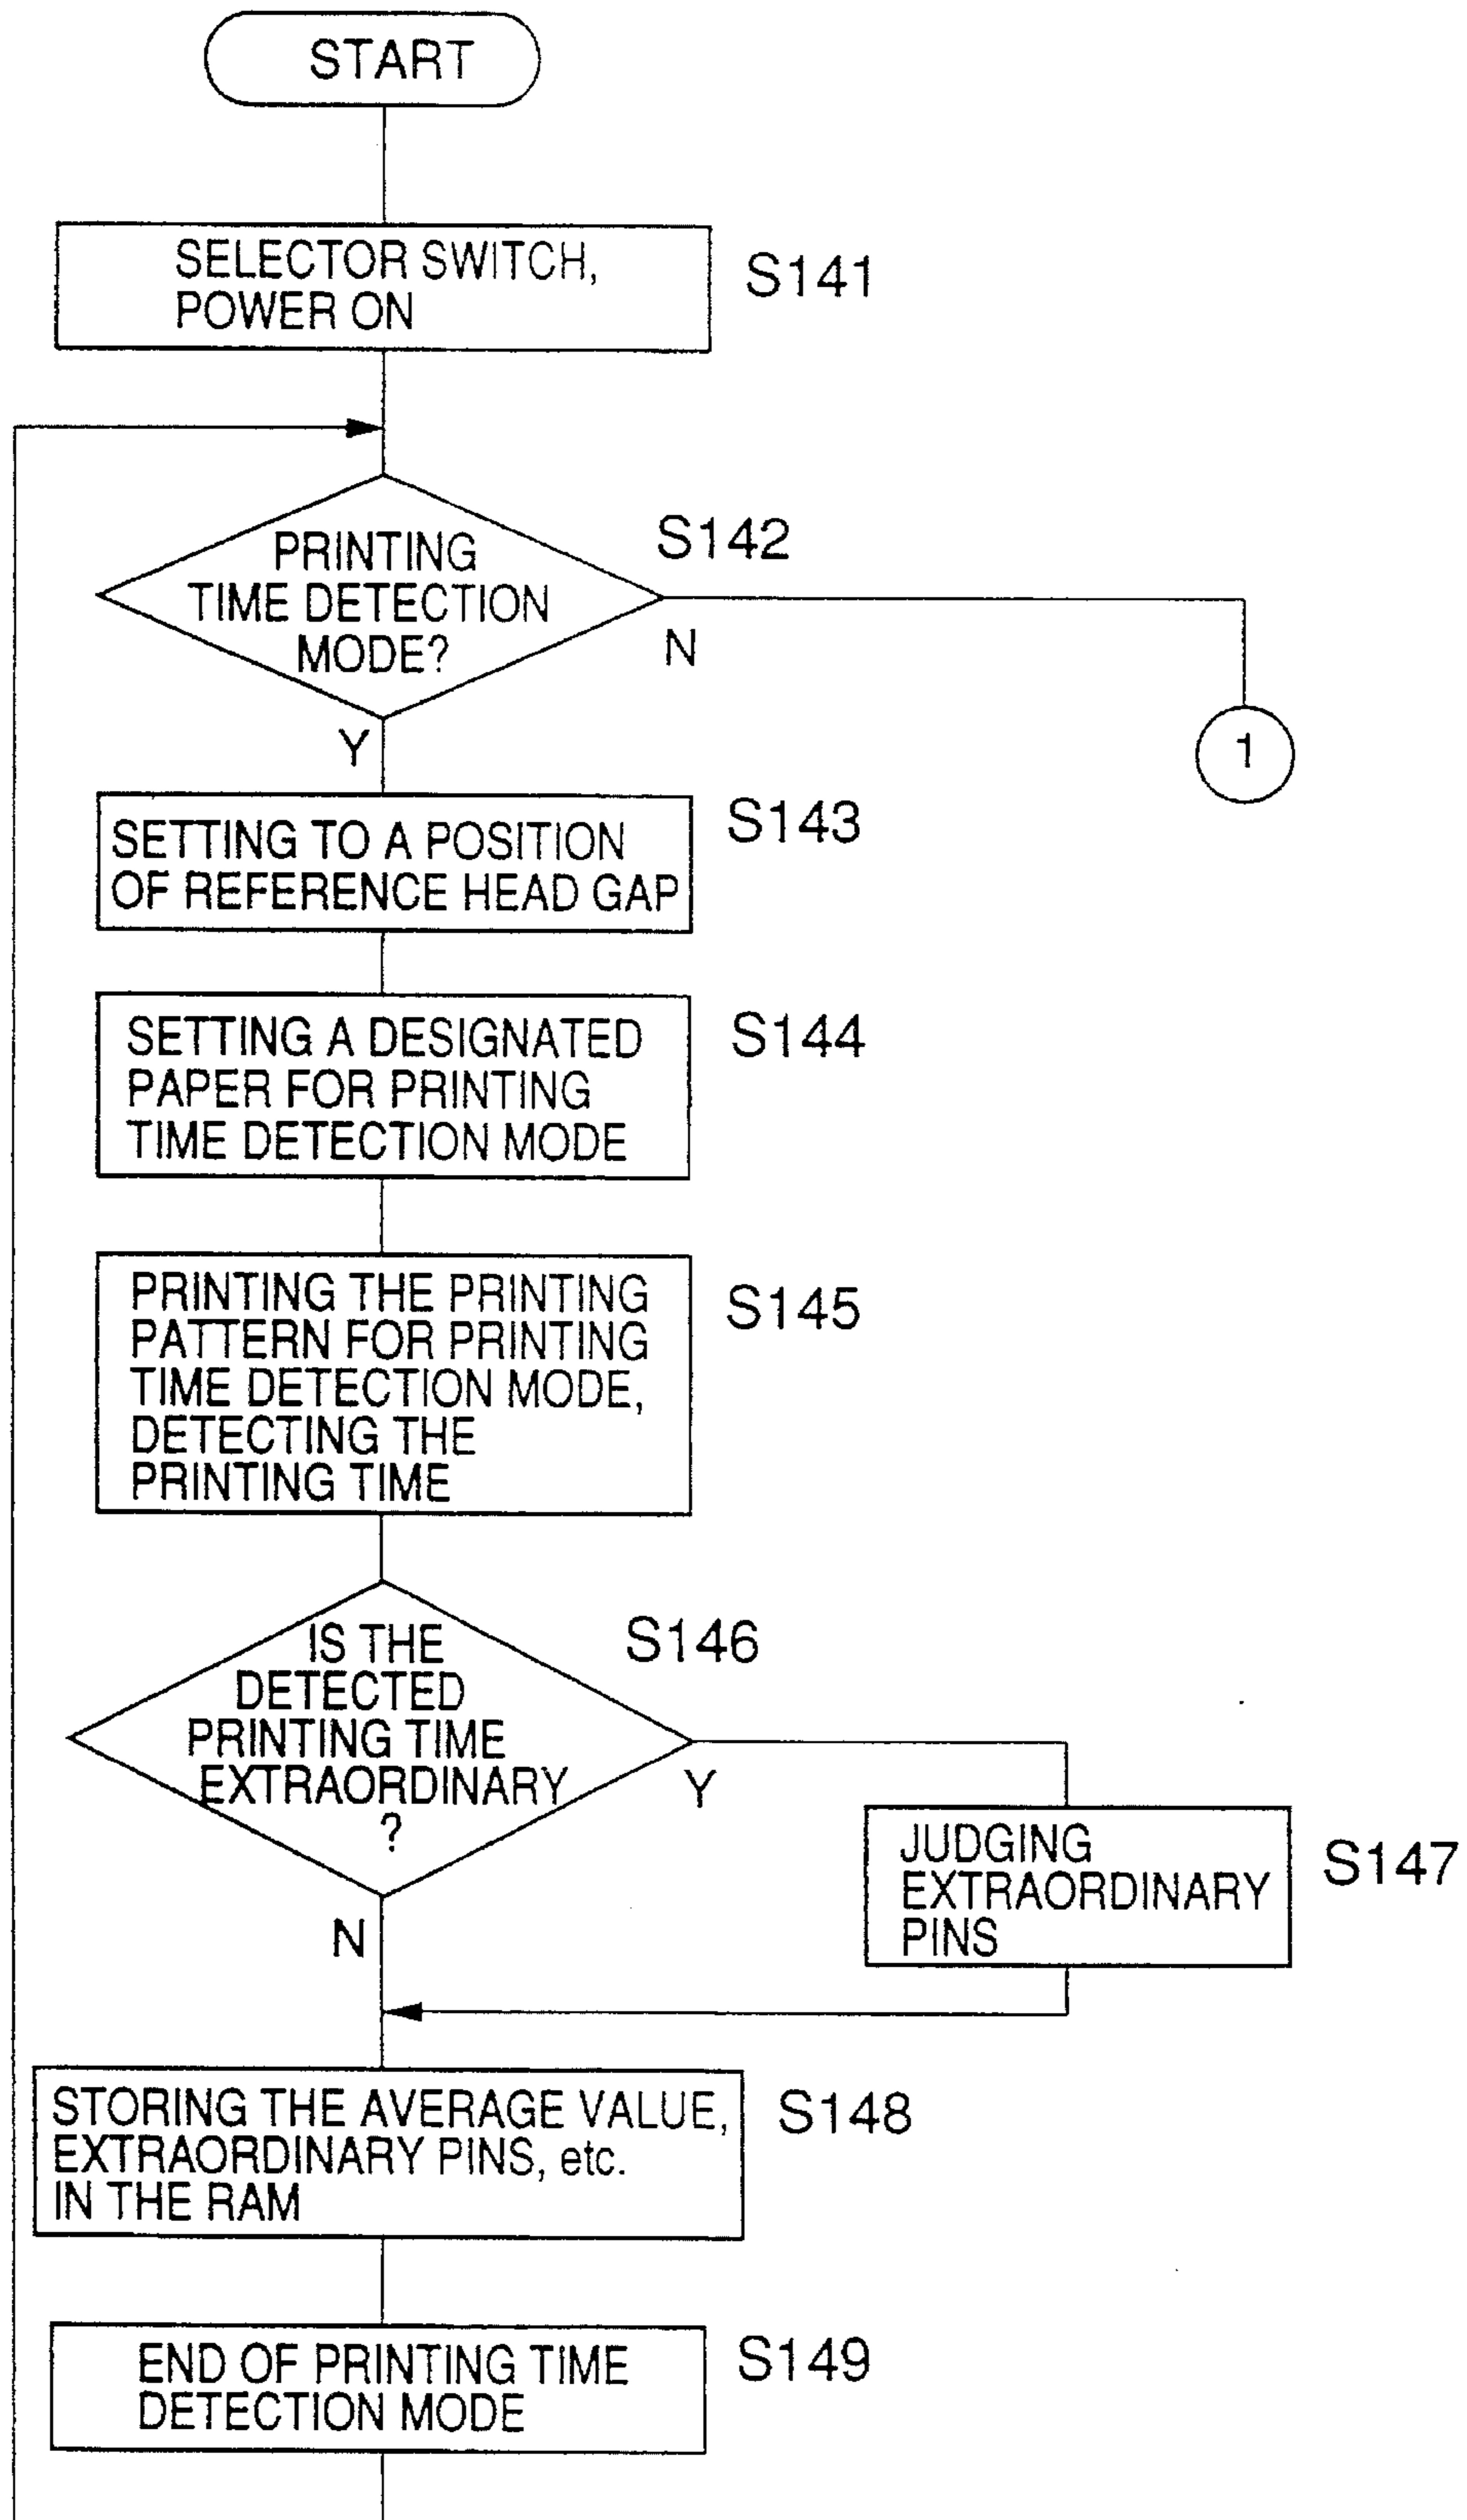 START
SELECTOR SWITCH,
POWER ON
S141
PRINTING
TIME DETECTION
MODE?
S142
N
Y
1
SETTING TO A POSITION
OF REFERENCE HEAD GAP
S143
SETTING A DESIGNATED
PAPER FOR PRINTING
TIME DETECTION MODE
S144
PRINTING THE PRINTING
PATTERN FOR PRINTING
TIME DETECTION MODE,
DETECTING THE
PRINTING TIME
S145
IS THE
DETECTED
PRINTING TIME
EXTRAORDINARY
?
S146
Y
N
JUDGING
EXTRAORDINARY
PINS
S147
STORING THE AVERAGE VALUE,
EXTRAORDINARY PINS, etc.
IN THE RAM
S148
END OF PRINTING TIME
DETECTION MODE
S149